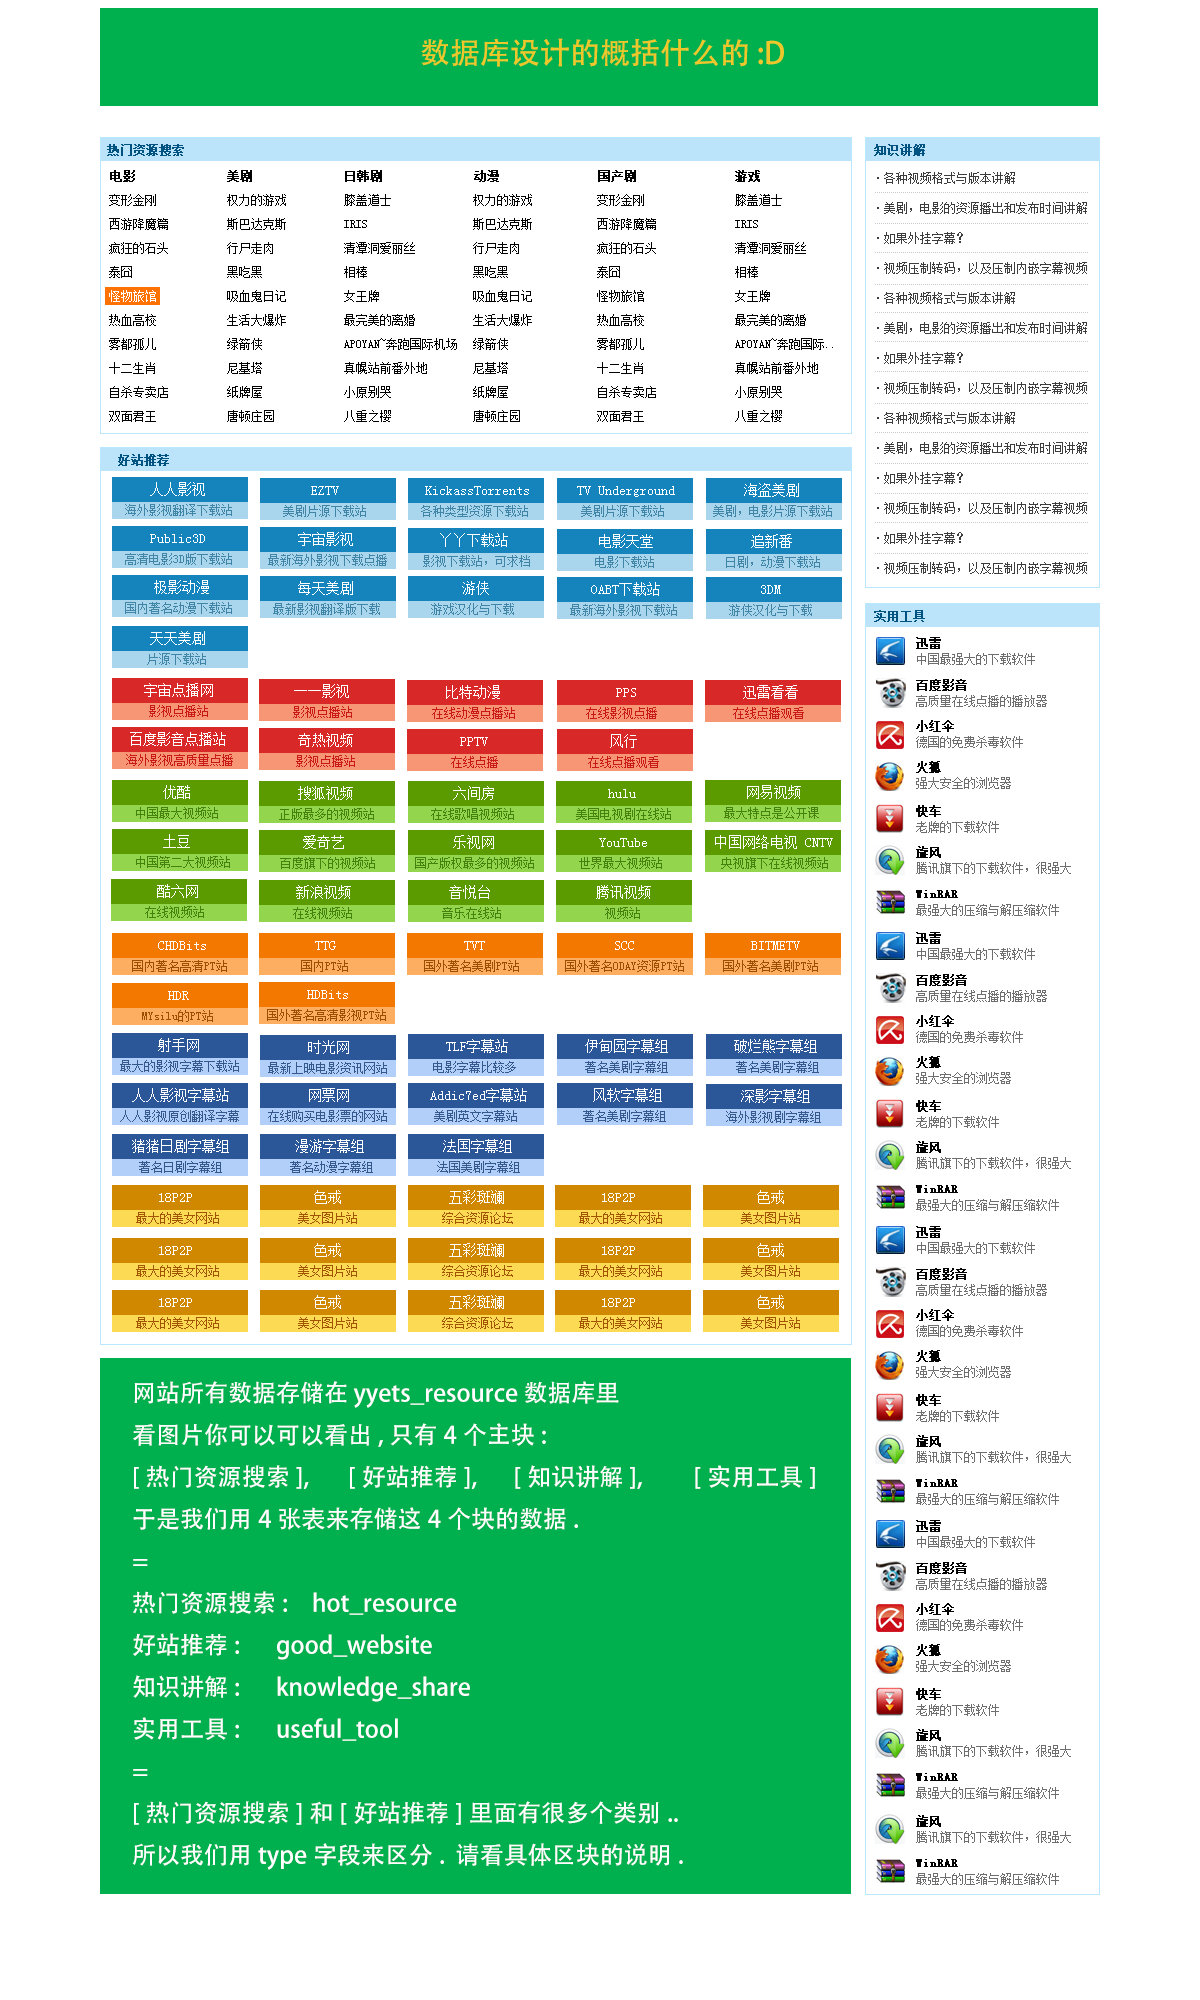 数据库设计的概括什么的 :D
热门资源搜索
电影 美剧 日韩剧 动漫 国产剧 游戏
变形金刚 权力的游戏 膝盖道士 权力的游戏 变形金刚 膝盖道士
西游降魔篇 斯巴达克斯 IRIS 斯巴达克斯 西游降魔篇 IRIS
疯狂的石头 行尸走肉 清潭洞爱丽丝 行尸走肉 疯狂的石头 清潭洞爱丽丝
泰囧 黑吃黑 相棒 黑吃黑 泰囧 相棒
怪物旅馆 吸血鬼日记 女王牌 吸血鬼日记 怪物旅馆 女王牌
热血高校 生活大爆炸 最完美的离婚 生活大爆炸 热血高校 最完美的离婚
雾都孤儿 绿箭侠 APOYAN~奔跑国际机场 绿箭侠 雾都孤儿 APOYAN~奔跑国际..
十二生肖 尼基塔 真幌站前番外地 尼基塔 十二生肖 真幌站前番外地
自杀专卖店 纸牌屋 小原别哭 纸牌屋 自杀专卖店 小原别哭
双面君王 唐顿庄园 八重之樱 唐顿庄园 双面君王 八重之樱
好站推荐
人人影视 EZTV KickassTorrents TV Underground 海盗美剧
海外影视翻译下载站 美剧片源下载站 各种类型资源下载站 美剧片源下载站 美剧，电影片源下载站
Public3D 宇宙影视 丫丫下载站 电影天堂 追新番
高清电影3D版下载站 最新海外影视下载点播 影视下载站，可求档 电影下载站 日剧，动漫下载站
极影动漫 每天美剧 游侠 OABT下载站 3DM
国内著名动漫下载站 最新影视翻译版下载 游戏汉化与下载 最新海外影视下载站 游侠汉化与下载
天天美剧
片源下载站
宇宙点播网 一一影视 比特动漫 PPS 迅雷看看
影视点播站 影视点播站 在线动漫点播站 在线影视点播 在线点播观看
百度影音点播站 奇热视频 PPTV 风行
海外影视高质量点播 影视点播站 在线点播 在线点播观看
优酷 搜狐视频 六间房 hulu 网易视频
中国最大视频站 正版最多的视频站 在线歌唱视频站 美国电视剧在线站 最大特点是公开课
土豆 爱奇艺 乐视网 YouTube 中国网络电视 CNTV
中国第二大视频站 百度旗下的视频站 国产版权最多的视频站 世界最大视频站 央视旗下在线视频站
酷六网 新浪视频 音悦台 腾讯视频
在线视频站 在线视频站 音乐在线站 视频站
CHDBits TTG TVT SCC BITMETV
国内著名高清PT站 国内PT站 国外著名美剧PT站 国外著名0DAY资源PT站 国外著名美剧PT站
HDR HDBits
MYsilu的PT站 国外著名高清影视PT站
射手网 时光网 TLF字幕站 伊甸园字幕组 破烂熊字幕组
最大的影视字幕下载站 最新上映电影资讯网站 电影字幕比较多 著名美剧字幕组 著名美剧字幕组
人人影视字幕站 网票网 Addic7ed字幕站 风软字幕组 深影字幕组
人人影视原创翻译字幕 在线购买电影票的网站 美剧英文字幕站 著名美剧字幕组 海外影视剧字幕组
猪猪日剧字幕组 漫游字幕组 法国字幕组
著名日剧字幕组 著名动漫字幕组 法国美剧字幕组
18P2P 色戒 五彩斑斓 18P2P 色戒
最大的美女网站 美女图片站 综合资源论坛 最大的美女网站 美女图片站
18P2P 色戒 五彩斑斓 18P2P 色戒
最大的美女网站 美女图片站 综合资源论坛 最大的美女网站 美女图片站
18P2P 色戒 五彩斑斓 18P2P 色戒
最大的美女网站 美女图片站 综合资源论坛 最大的美女网站 美女图片站
网站所有数据存储在 yyets_resource 数据库里
看图片你可以可以看出 , 只有 4 个主块 :
[ 热门资源搜索 ], [ 好站推荐 ], [ 知识讲解 ], [ 实用工具 ]
于是我们用 4 张表来存储这 4 个块的数据 .
=
热门资源搜索 : hot_resource
好站推荐 : good_website
知识讲解 : knowledge_share
实用工具 : useful_tool
=
[ 热门资源搜索 ] 和 [ 好站推荐 ] 里面有很多个类别 ..
所以我们用 type 字段来区分 . 请看具体区块的说明 .
知识讲解
· 各种视频格式与版本讲解
· 美剧，电影的资源播出和发布时间讲解
· 如果外挂字幕？
· 视频压制转码，以及压制内嵌字幕视频
· 各种视频格式与版本讲解
· 美剧，电影的资源播出和发布时间讲解
· 如果外挂字幕？
· 视频压制转码，以及压制内嵌字幕视频
· 各种视频格式与版本讲解
· 美剧，电影的资源播出和发布时间讲解
· 如果外挂字幕？
· 视频压制转码，以及压制内嵌字幕视频
· 如果外挂字幕？
· 视频压制转码，以及压制内嵌字幕视频
实用工具
迅雷
中国最强大的下载软件
百度影音
高质量在线点播的播放器
小红伞
德国的免费杀毒软件
火狐
强大安全的浏览器
快车
老牌的下载软件
旋风
腾讯旗下的下载软件，很强大
WinRAR
最强大的压缩与解压缩软件
迅雷
中国最强大的下载软件
百度影音
高质量在线点播的播放器
小红伞
德国的免费杀毒软件
火狐
强大安全的浏览器
快车
老牌的下载软件
旋风
腾讯旗下的下载软件，很强大
WinRAR
最强大的压缩与解压缩软件
迅雷
中国最强大的下载软件
百度影音
高质量在线点播的播放器
小红伞
德国的免费杀毒软件
火狐
强大安全的浏览器
快车
老牌的下载软件
旋风
腾讯旗下的下载软件，很强大
WinRAR
最强大的压缩与解压缩软件
迅雷
中国最强大的下载软件
百度影音
高质量在线点播的播放器
小红伞
德国的免费杀毒软件
火狐
强大安全的浏览器
快车
老牌的下载软件
旋风
腾讯旗下的下载软件，很强大
WinRAR
最强大的压缩与解压缩软件
旋风
腾讯旗下的下载软件，很强大
WinRAR
最强大的压缩与解压缩软件